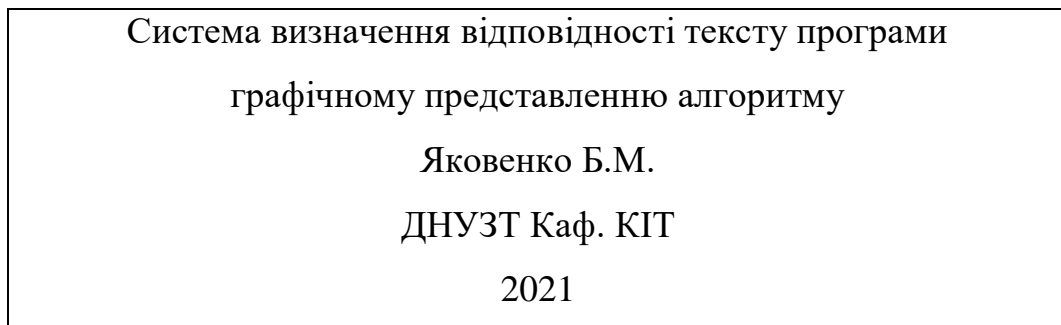 Система визначення відповідності тексту програми
графічному представленню алгоритму
Яковенко Б.М.
ДНУЗТ Каф. КІТ
2021